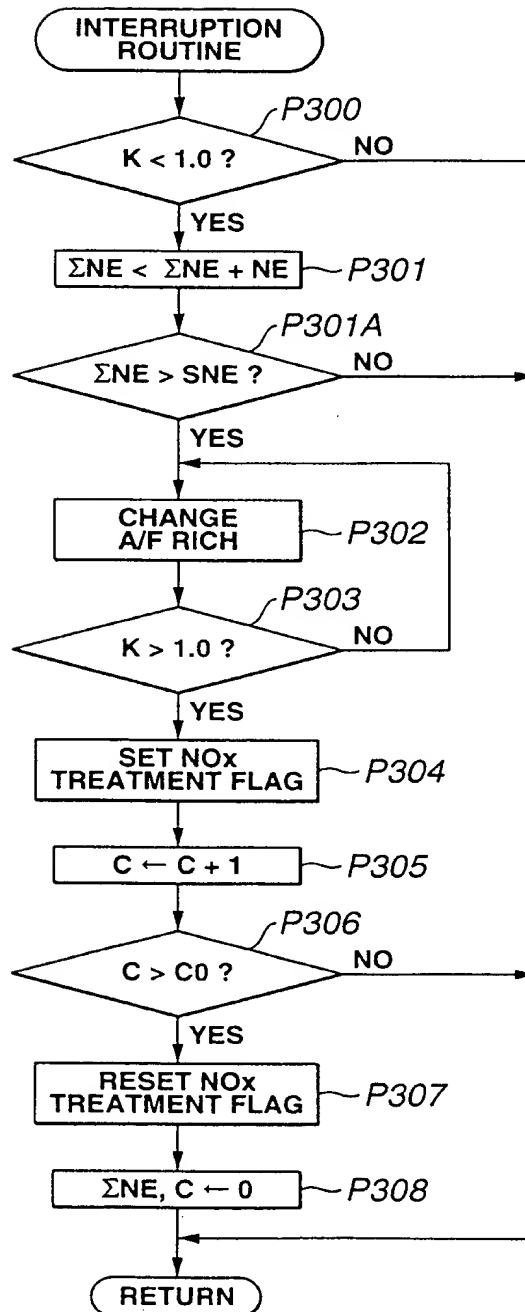 INTERRUPTION
ROUTINE
P300
K < 1.0 ?
NO
YES
ΣNE < ΣNE + NE
P301
P301A
ΣNE > SNE ?
NO
YES
CHANGE
A/F RICH
P302
P303
K > 1.0 ?
NO
YES
SET NOx
TREATMENT FLAG
P304
C ← C + 1
P305
P306
C > C0 ?
NO
YES
RESET NOx
TREATMENT FLAG
P307
ΣNE, C ← 0
P308
RETURN